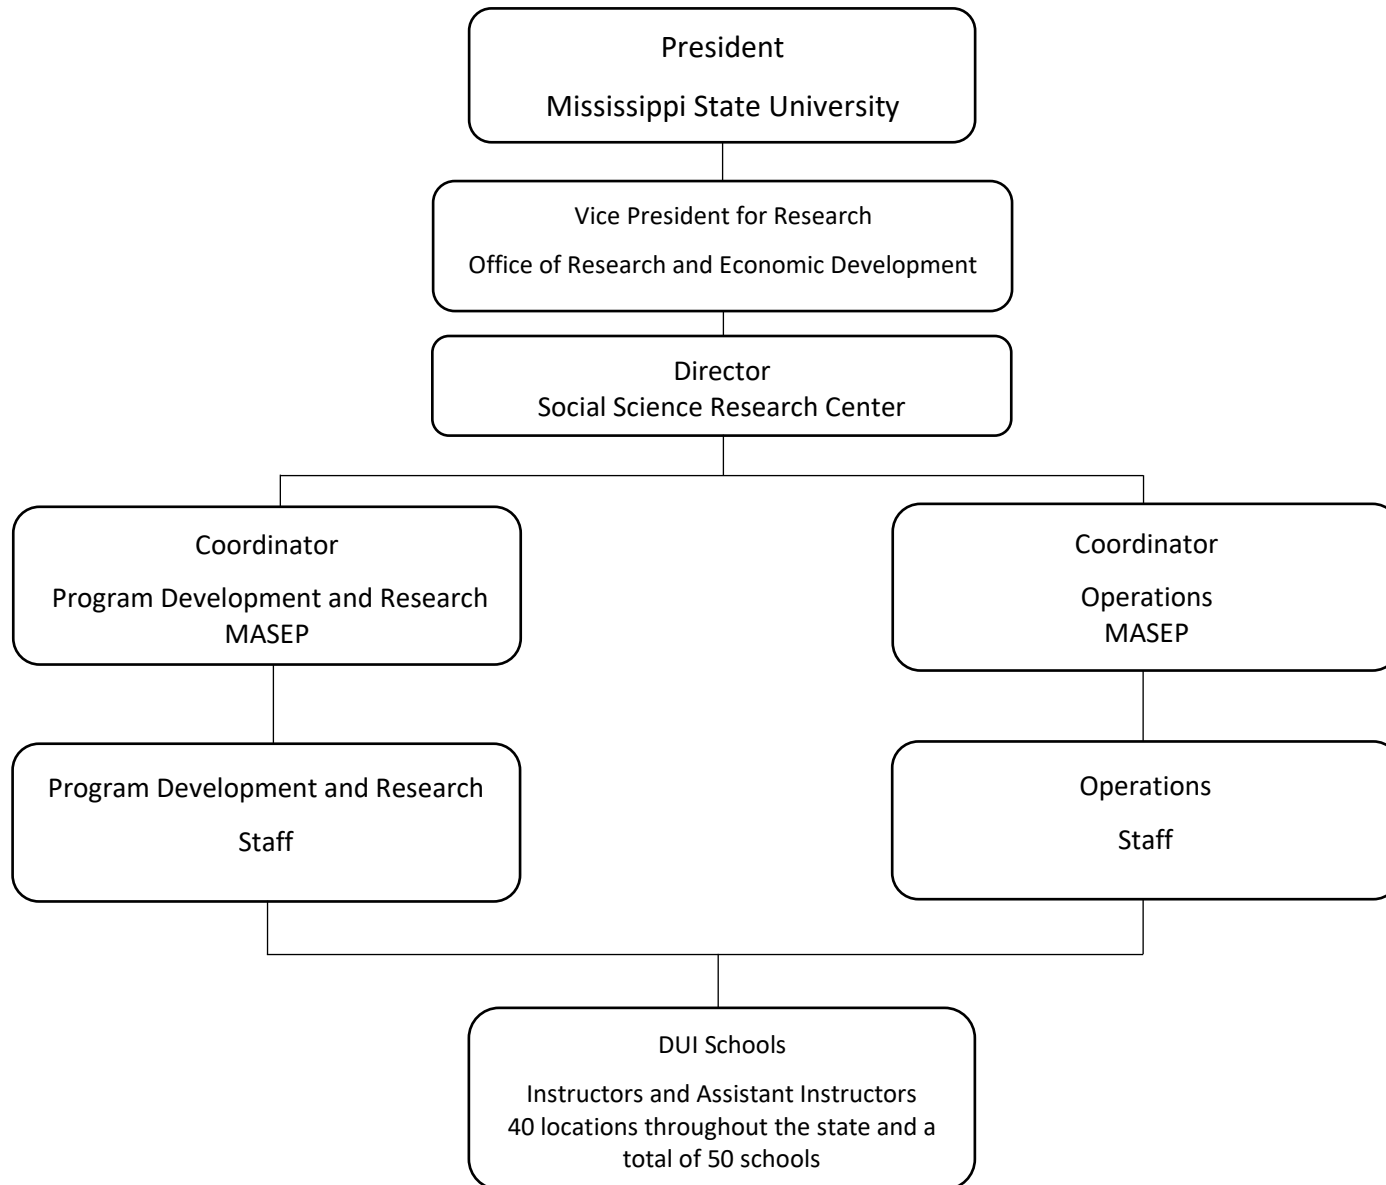 President
Mississippi State University
Vice President for Research
Office of Research and Economic Development
Director
Social Science Research Center
Coordinator
Program Development and Research
MASEP
Coordinator
Operations
MASEP
Program Development and Research
Staff
Operations
Staff
DUI Schools
Instructors and Assistant Instructors
40 locations throughout the state and a
total of 50 schools